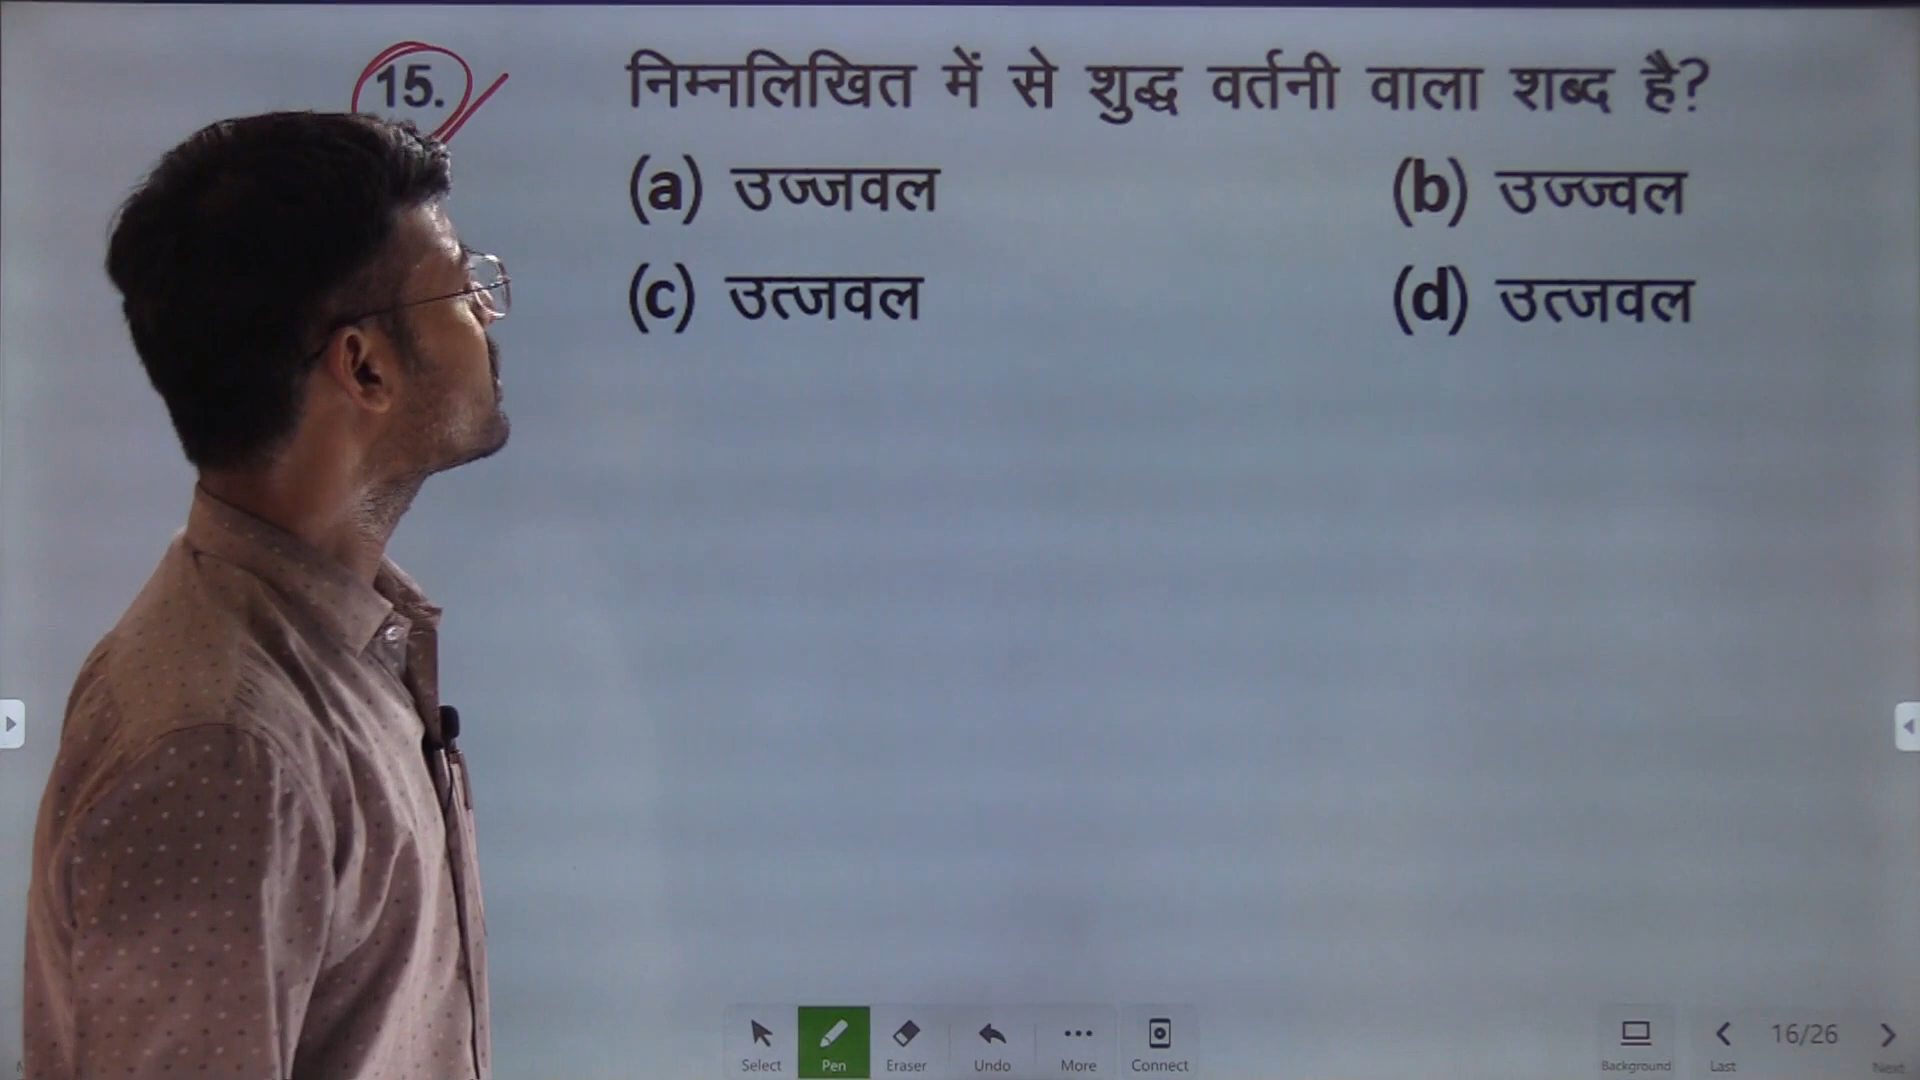 15. निम्नलिखित में से शुद्ध वर्तनी वाला शब्द है?
(a) उज्जवल (b) उज्ज्वल
(c) उत्जवल (d) उत्जवल
Select Pen Eraser Undo More Connect Background Last 16/26 Next